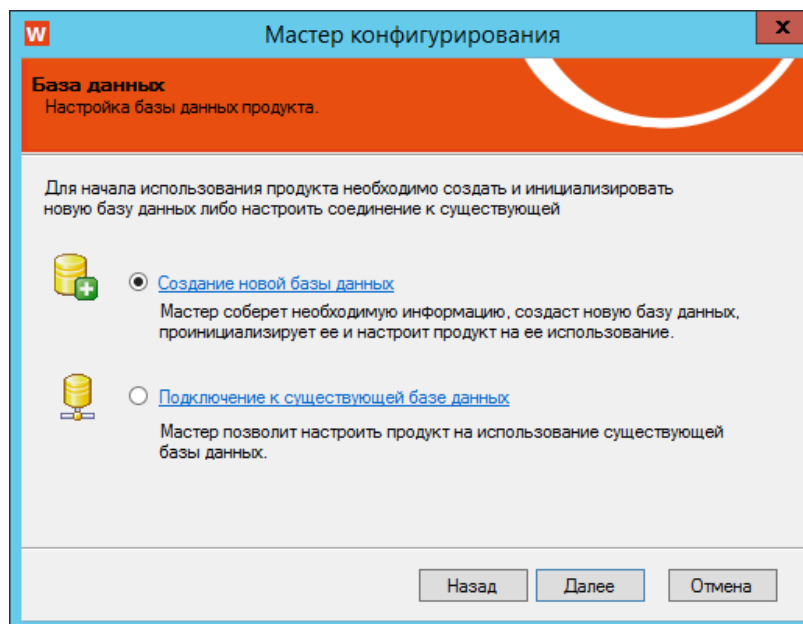 W
Мастер конфигурирования
x
База данных
Настройка базы данных продукта.
Для начала использования продукта необходимо создать и инициализировать
новую базу данных либо настроить соединение к существующей
Создание новой базы данных
Мастер соберет необходимую информацию, создаст новую базу данных,
проинициализирует ее и настроит продукт на ее использование.
Подключение к существующей базе данных
Мастер позволит настроить продукт на использование существующей
базы данных.
Назад
Далее
Отмена